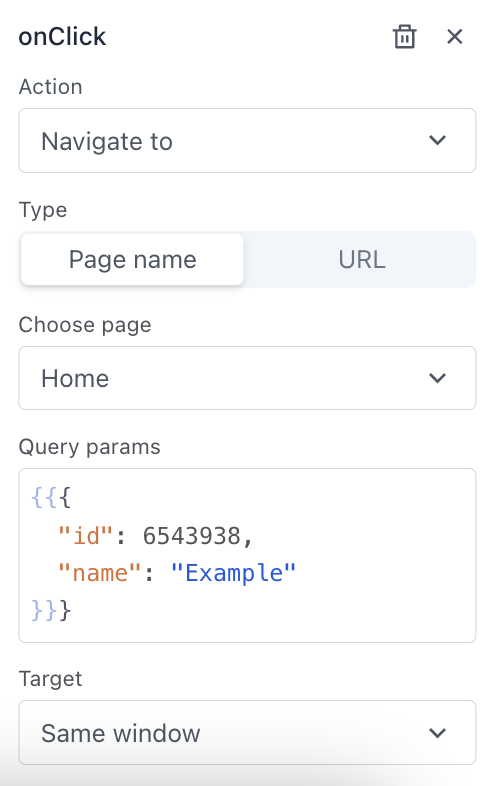 onClick
Action
Navigate to
Type
Page name URL
Choose page
Home
Query params
{{{
"id": 6543938,
"name": "Example"
}}}
Target
Same window